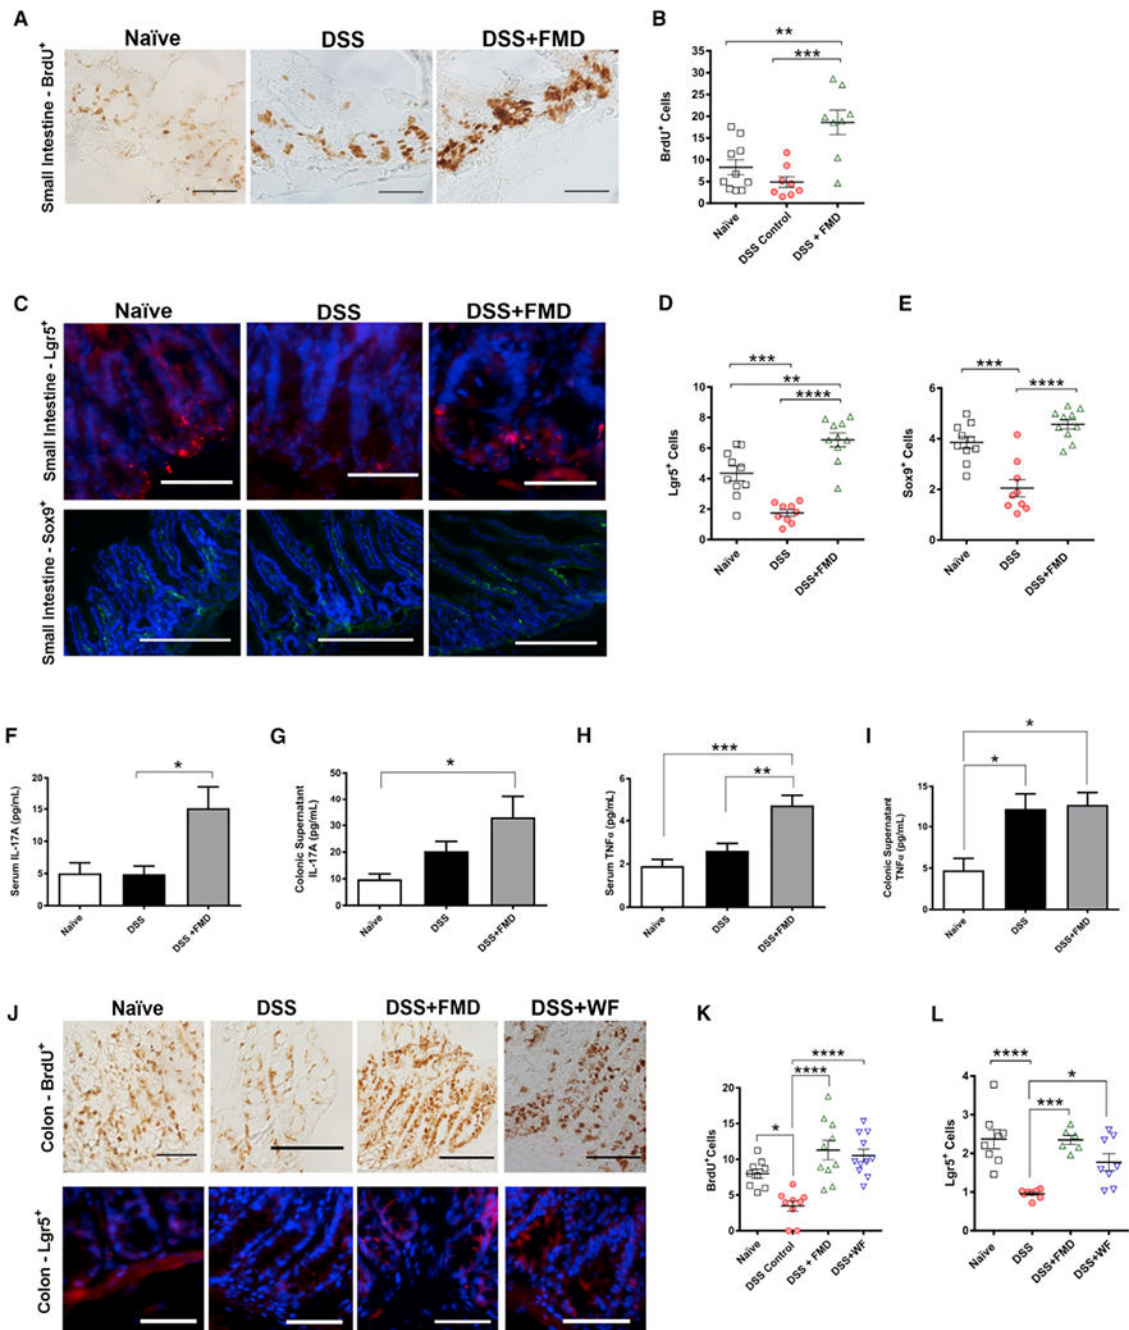 A
Naïve
DSS
DSS+FMD
Small Intestine - BrdU+
B
**
***
BrdU+ Cells
35
30
25
20
15
10
5
0
Naïve
DSS Control
DSS + FMD
C
Naïve
DSS
DSS+FMD
Small Intestine - Lgr5+
Small Intestine - Sox9+
D
***
**
****
Lgr5+ Cells
10
8
6
4
2
0
Naïve
DSS
DSS+FMD
E
***
****
Sox9+ Cells
6
4
2
0
Naïve
DSS
DSS+FMD
F
*
Serum IL-17A (pg/mL)
20
15
10
5
0
Naïve
DSS
DSS +FMD
G
*
Colonic Supernatant
IL-17A (pg/mL)
50
40
30
20
10
0
Naïve
DSS
DSS+FMD
H
***
**
Serum TNFα (pg/mL)
6
4
2
0
Naïve
DSS
DSS+FMD
I
*
*
Colonic Supernatant
TNFα (pg/mL)
15
10
5
0
Naïve
DSS
DSS+FMD
J
Naïve
DSS
DSS+FMD
DSS+WF
Colon - BrdU+
Colon - Lgr5+
K
****
****
*
BrdU+Cells
20
15
10
5
0
Naïve
DSS Control
DSS + FMD
DSS+WF
L
****
*
***
Lgr5+ Cells
4
3
2
1
0
Naïve
DSS
DSS+FMD
DSS+WF